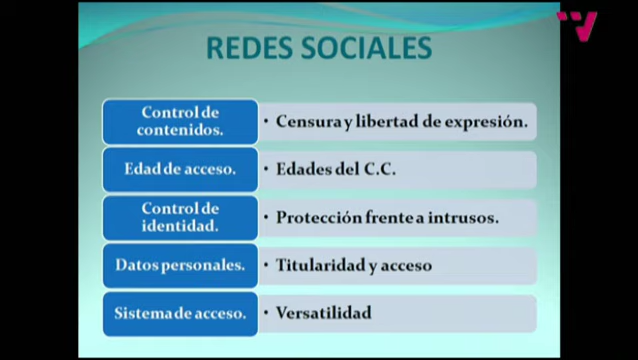 REDES SOCIALES
Control de
contenidos.
• Censura y libertad de expresión.
Edad de acceso.
• Edades del C.C.
Control de
identidad.
• Protección frente a intrusos.
Datos personales.
• Titularidad y acceso
Sistema de acceso.
• Versatilidad